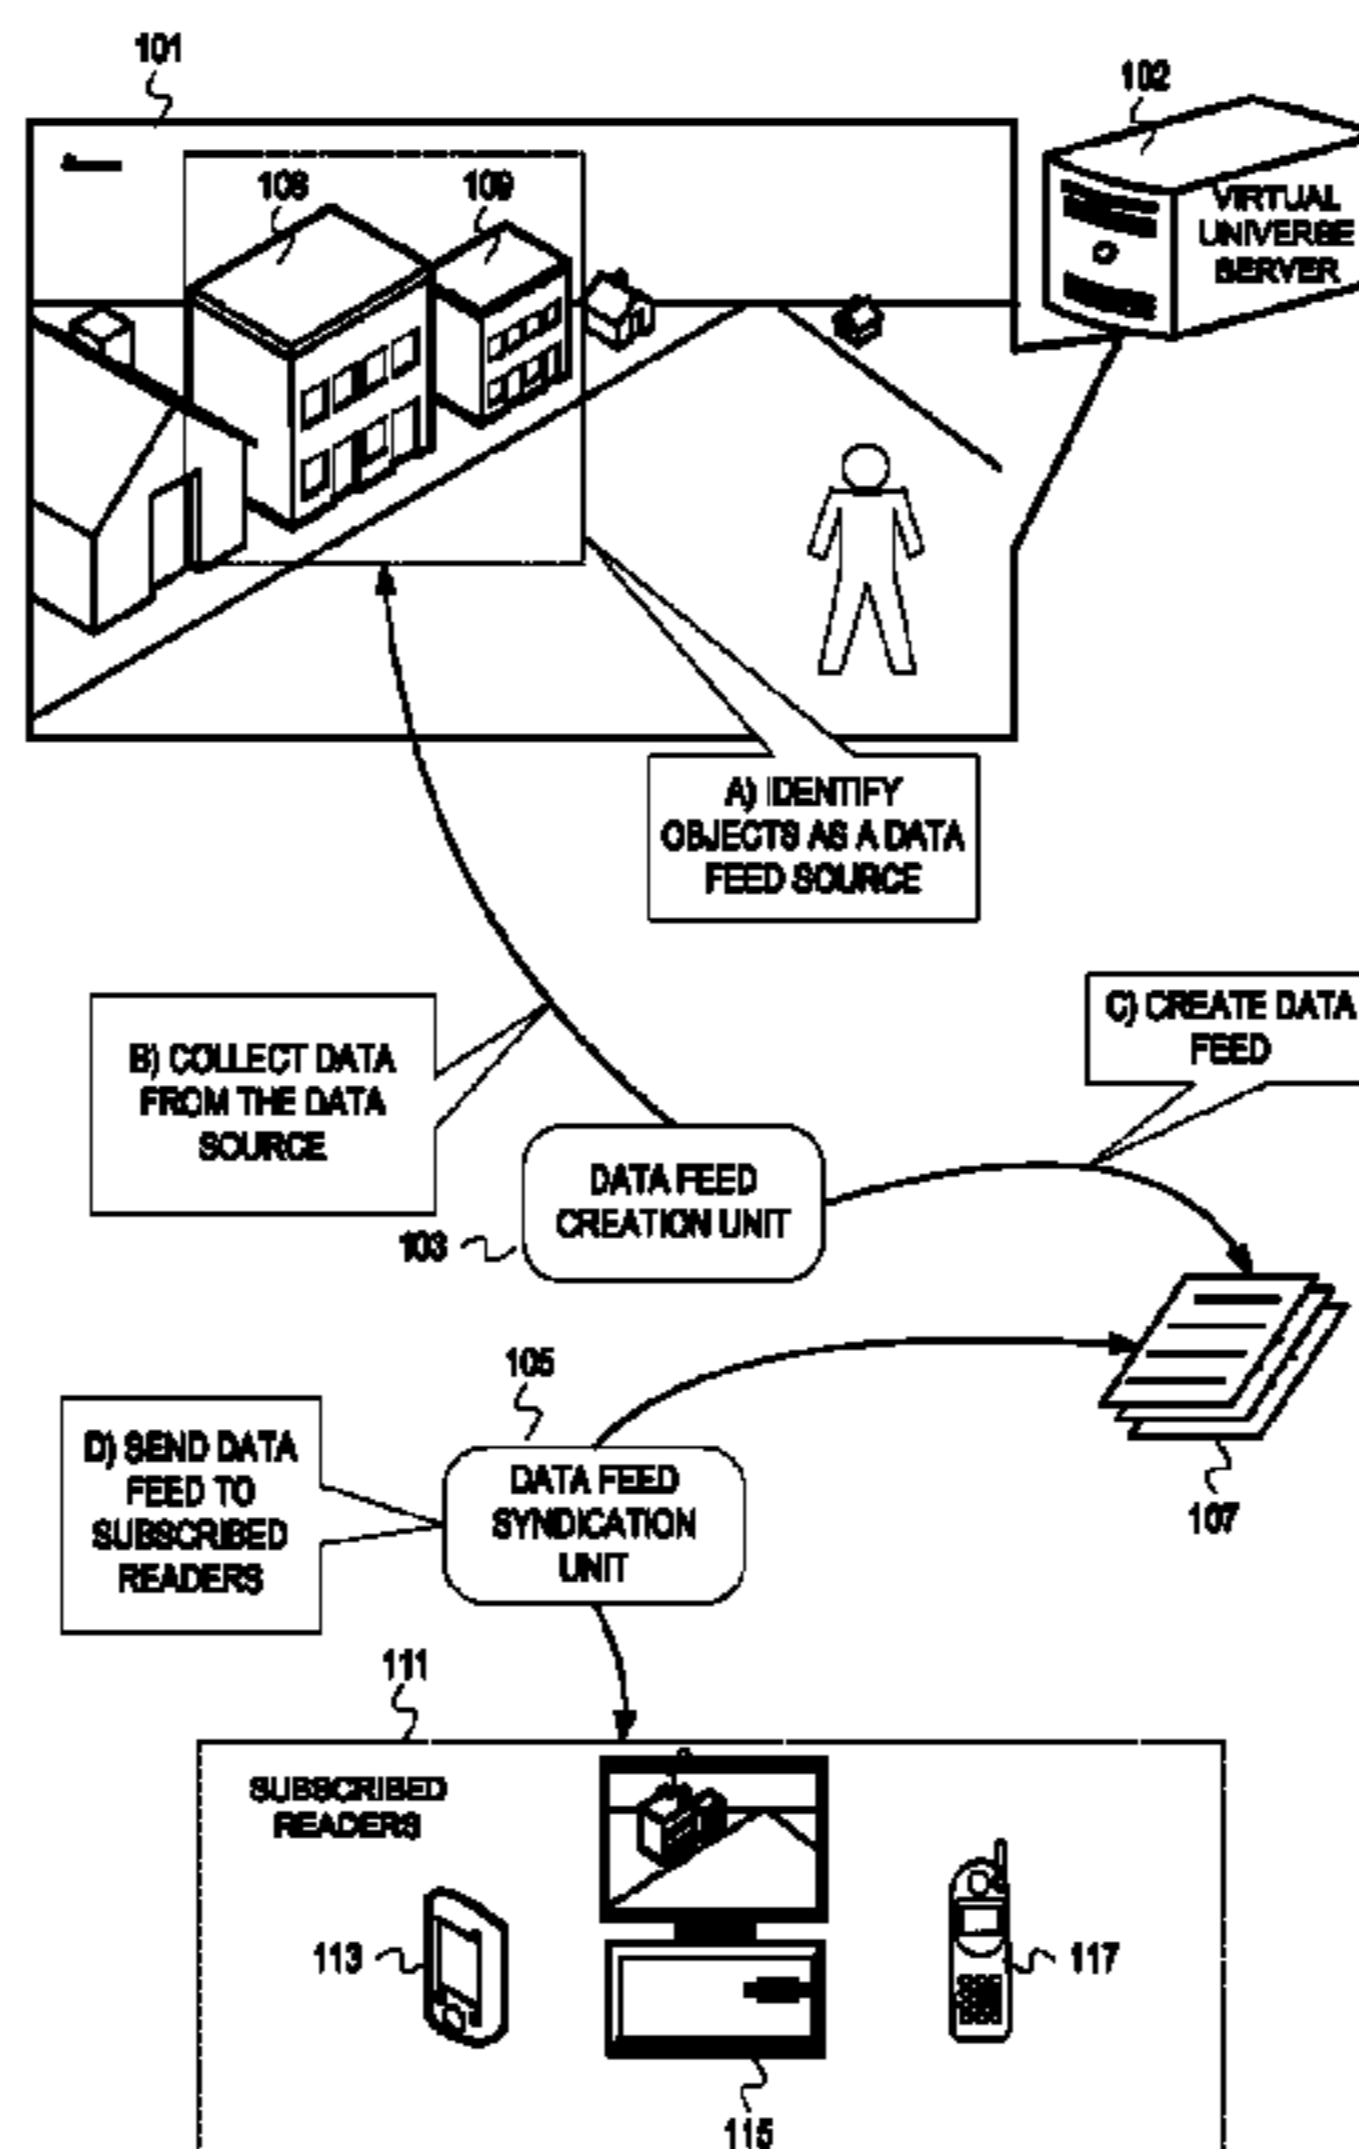 101
102
108
109
VIRTUAL
UNIVERSE
SERVER
A) IDENTIFY
OBJECTS AS A DATA
FEED SOURCE
C) CREATE DATA
FEED
B) COLLECT DATA
FROM THE DATA
SOURCE
DATA FEED
CREATION UNIT
103
105
D) SEND DATA
FEED TO
SUBSCRIBED
READERS
DATA FEED
SYNDICATION
UNIT
107
111
SUBSCRIBED
READERS
113
117
115